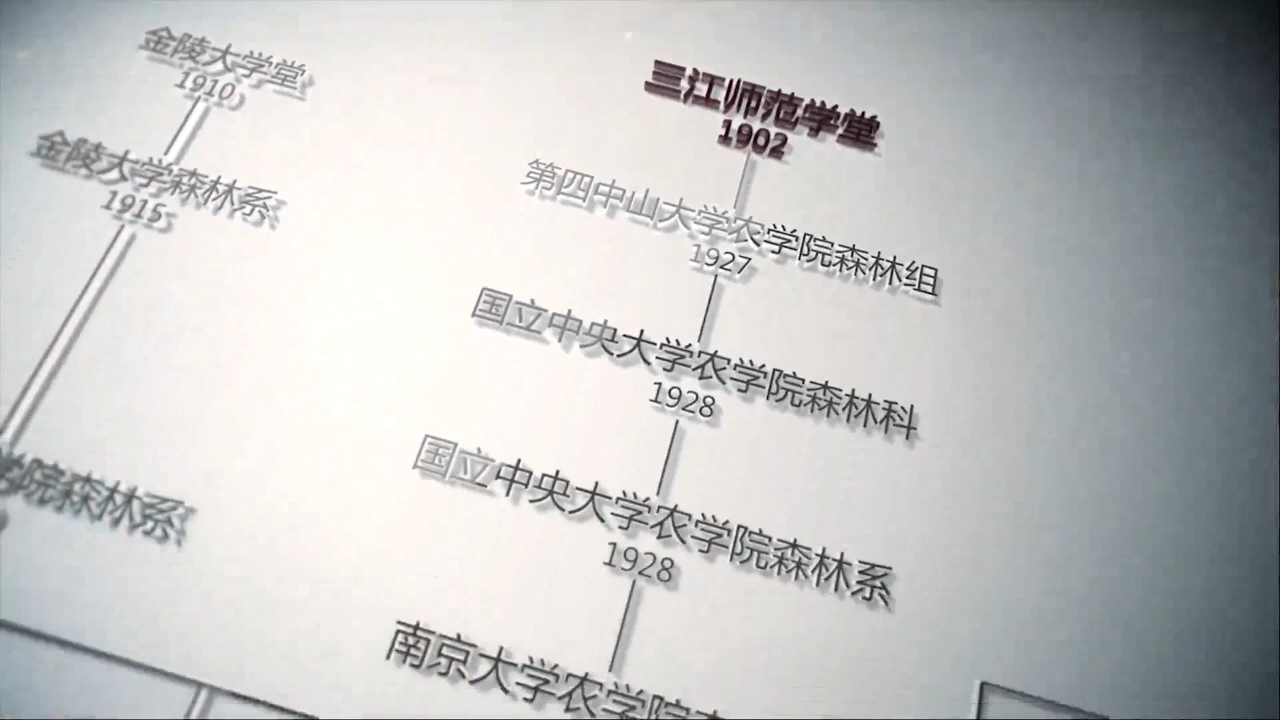 金陵大学堂
1910
金陵大学森林系
1915
学院森林系
三江师范学堂
1902
第四中山大学农学院森林组
1927
国立中央大学农学院森林科
1928
国立中央大学农学院森林系
1928
南京大学农学院